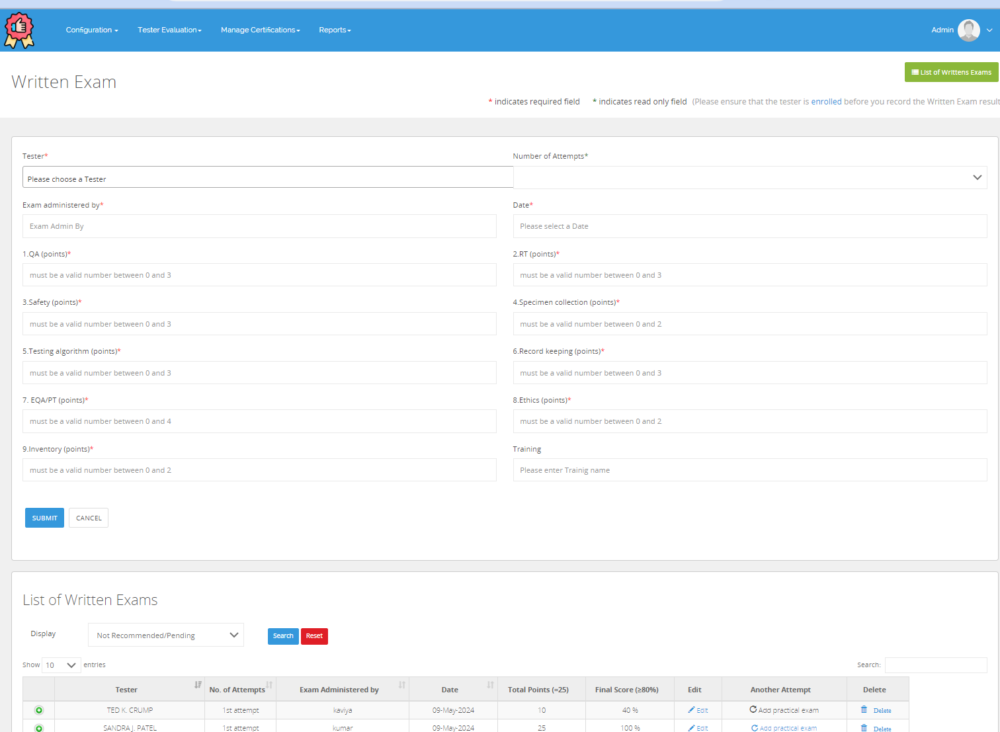 Configuration
Tester Evaluation
Manage Certifications
Reports
Admin
Written Exam
List of Writtens Exams
* indicates required field * indicates read only field (Please ensure that the tester is enrolled before you record the Written Exam result
Tester* Number of Attempts*
Please choose a Tester
Exam administered by* Date*
Exam Admin By Please select a Date
1.QA (points)* 2.RT (points)*
must be a valid number between 0 and 3 must be a valid number between 0 and 3
3.Safety (points)* 4.Specimen collection (points)*
must be a valid number between 0 and 3 must be a valid number between 0 and 2
5.Testing algorithm (points)* 6.Record keeping (points)*
must be a valid number between 0 and 3 must be a valid number between 0 and 3
7. EQA/PT (points)* 8.Ethics (points)*
must be a valid number between 0 and 4 must be a valid number between 0 and 2
9.Inventory (points)* Training
must be a valid number between 0 and 2 Please enter Trainig name
SUBMIT CANCEL
List of Written Exams
Display Not Recommended/Pending Search Reset
Show 10 entries Search:
Tester No. of Attempts Exam Administered by Date Total Points (=25) Final Score (≥80%) Edit Another Attempt Delete
TED K. CRUMP 1st attempt kaviya 09-May-2024 10 40 % Edit Add practical exam Delete
SANDRA J. PATEL 1st attempt kumar 09-May-2024 25 100 % Edit Add practical exam Delete